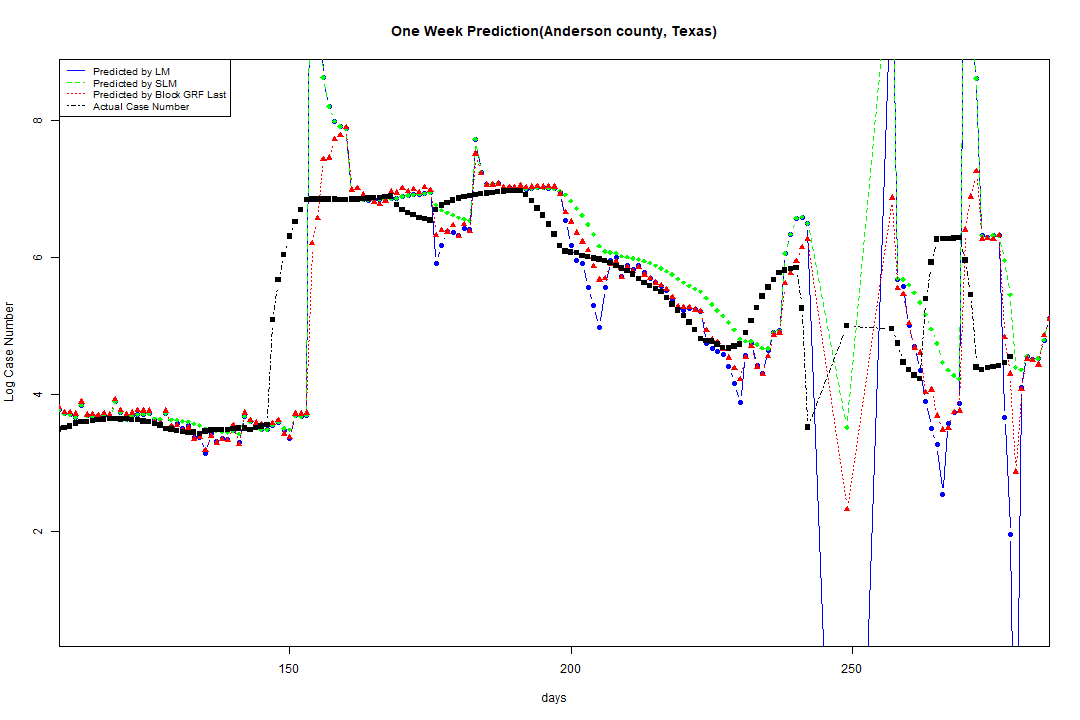 One Week Prediction(Anderson county, Texas)
Predicted by LM
Predicted by SLM
Predicted by Block GRF Last
Actual Case Number
8
6
4
2
Log Case Number
150
200
250
days